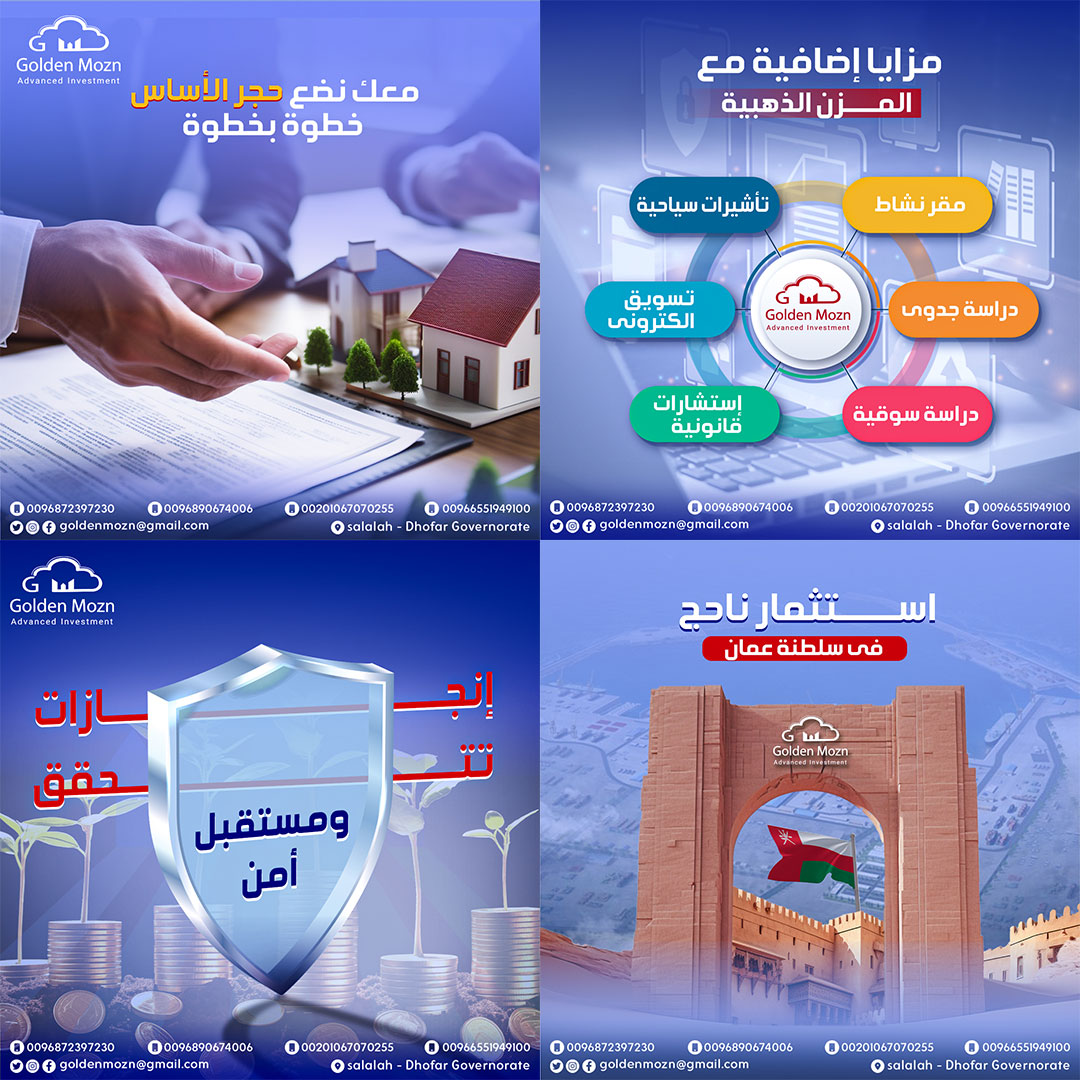 Golden Mozn
Advanced Investment
معك نضع حجر الأساس
خطوة بخطوة
0096872397230 0096890674006 00201067070255 00966551949100
goldenmozn@gmail.com salalah - Dhofar Governorate
مزايا إضافية مع
المـــزن الذهبية
تأشيرات سياحية
مقر نشاط
تسويق
الكترونى
دراسة جدوى
إستشارات
قانونية
دراسة سوقية
Golden Mozn
Advanced Investment
0096872397230 0096890674006 00201067070255 00966551949100
goldenmozn@gmail.com salalah - Dhofar Governorate
Golden Mozn
Advanced Investment
إنجــــــازات
تتــــــحقق
ومستقبل
أمن
0096872397230 0096890674006 00201067070255 00966551949100
goldenmozn@gmail.com salalah - Dhofar Governorate
اســـــتثمار ناجح
فى سلطنة عمان
Golden Mozn
Advanced Investment
0096872397230 0096890674006 00201067070255 00966551949100
goldenmozn@gmail.com salalah - Dhofar Governorate